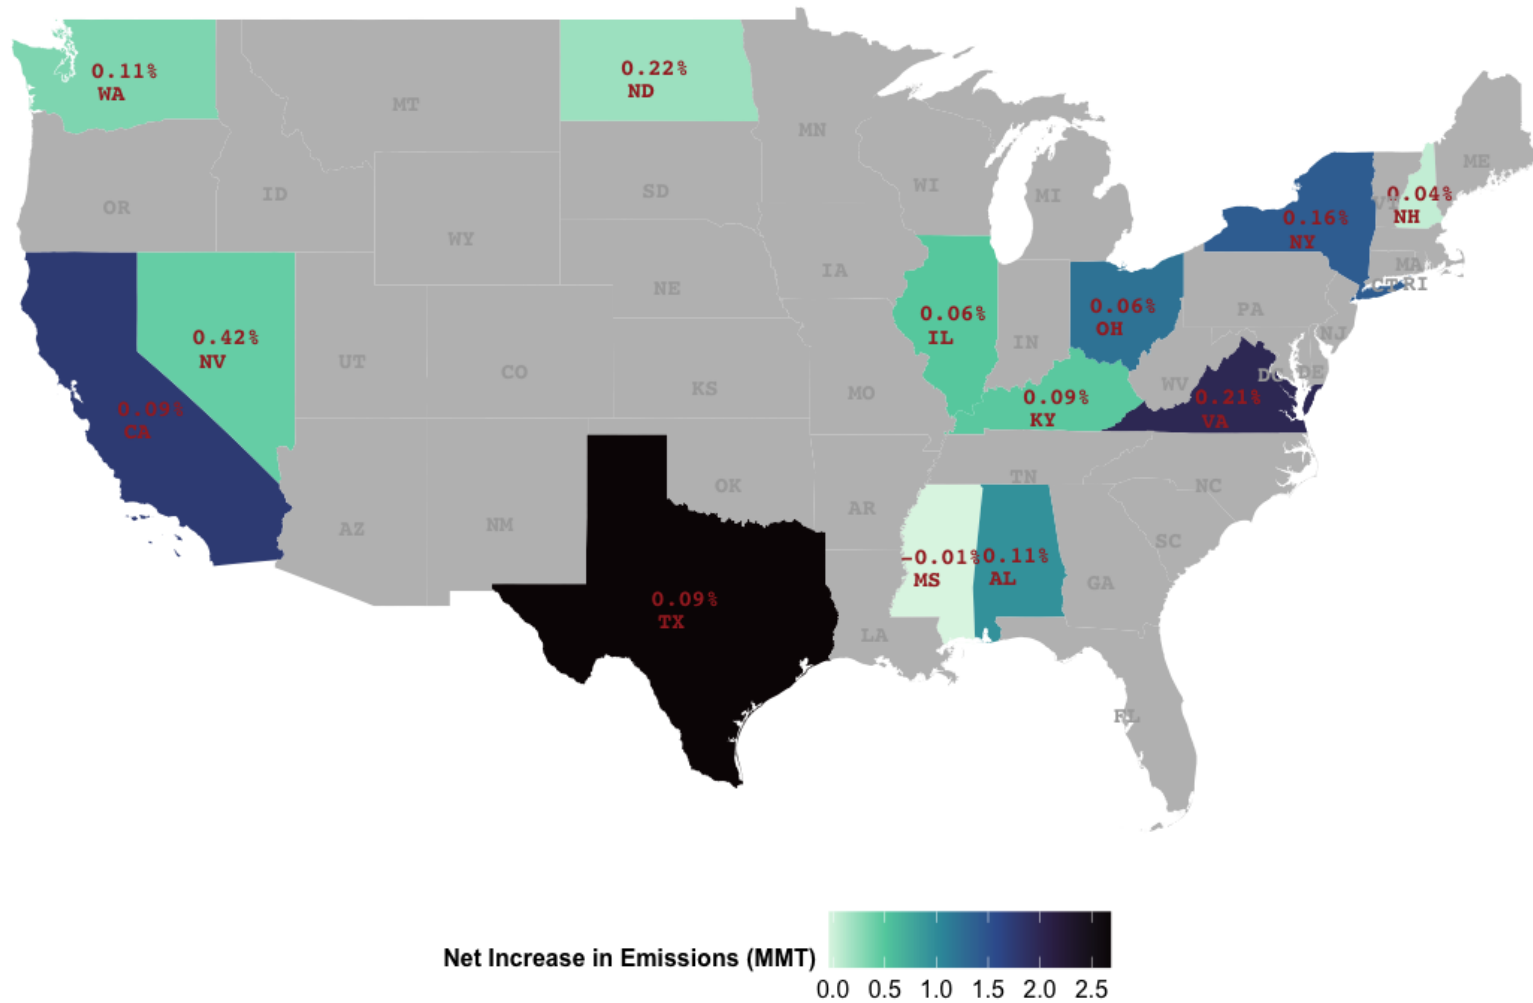 0.11%
WA
0.22%
ND
MT
MN
ME
OR
ID
SD
WI
MI
VT
0.04%
NH
0.16%
NY
WY
IA
NE
MA
CT RI
PA
NJ
0.42%
NV
UT
CO
KS
MO
0.06%
IL
IN
0.06%
OH
WV
DC
DE
0.09%
CA
0.09%
KY
0.21%
VA
TN
NC
OK
AR
AZ
NM
SC
-0.01%
MS
0.11%
AL
GA
0.09%
TX
LA
FL
Net Increase in Emissions (MMT)
0.0 0.5 1.0 1.5 2.0 2.5